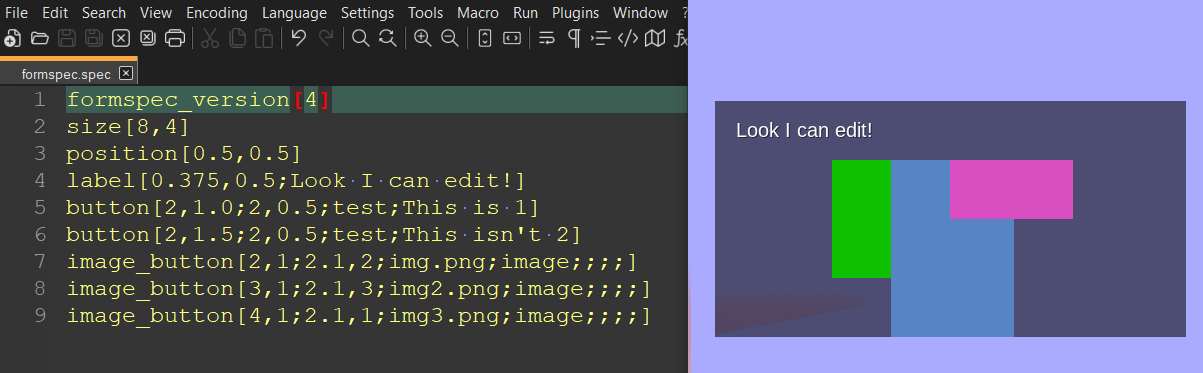 File Edit Search View Encoding Language Settings Tools Macro Run Plugins Window ?
formspec.spec
1 formspec_version[4]
2 size[8,4]
3 position[0.5,0.5]
4 label[0.375,0.5;Look·I·can·edit!]
5 button[2,1.0;2,0.5;test;This·is·1]
6 button[2,1.5;2,0.5;test;This·isn't·2]
7 image_button[2,1;2.1,2;img.png;image;;;;]
8 image_button[3,1;2.1,3;img2.png;image;;;;]
9 image_button[4,1;2.1,1;img3.png;image;;;;]
Look I can edit!